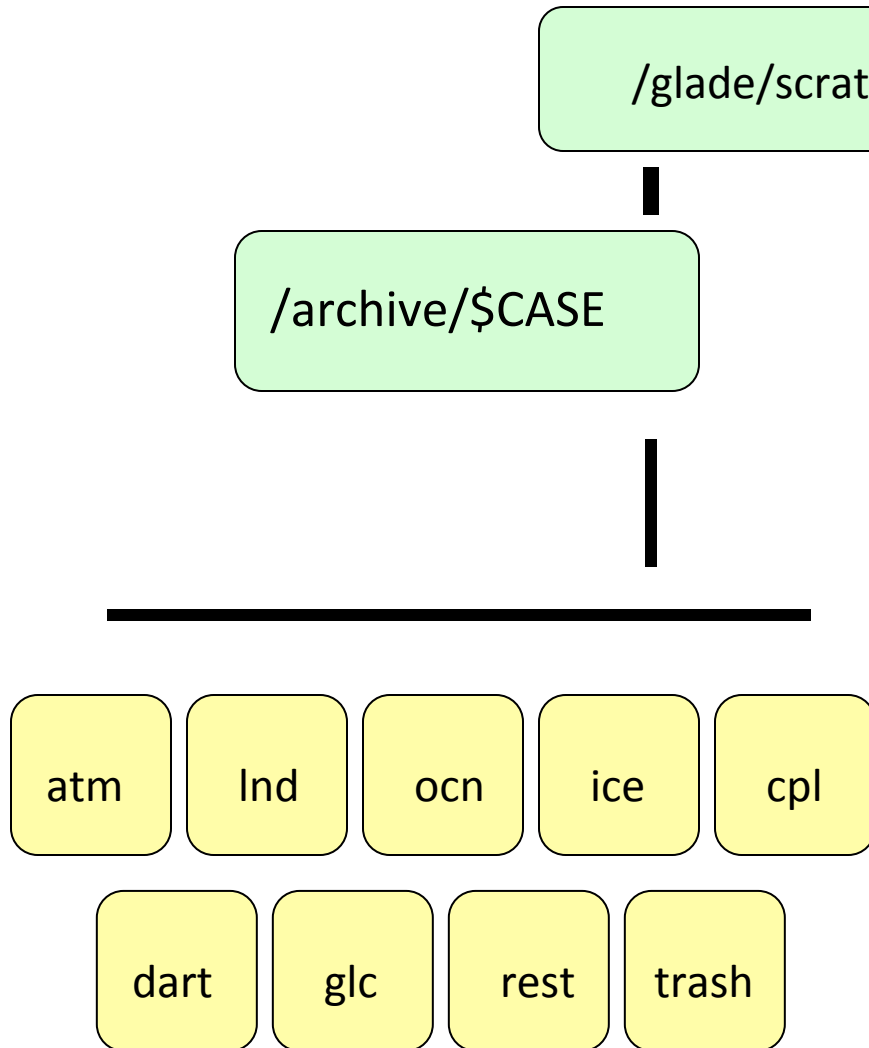 /glade/scrat
/archive/$CASE
atm lnd ocn ice cpl
dart glc rest trash